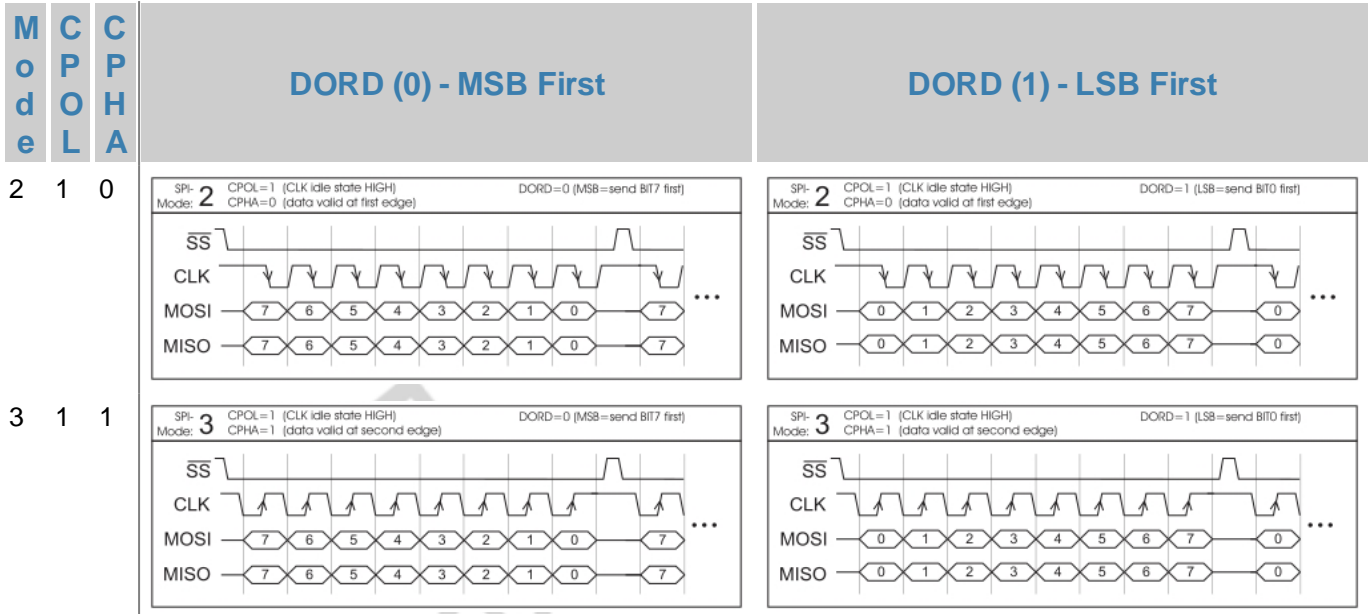 Mode CPOL CPHA DORD (0) - MSB First DORD (1) - LSB First
2 1 0
SPI-Mode: 2 CPOL=1 (CLK idle state HIGH) DORD=0 (MSB=send BIT7 first)
CPHA=0 (data valid at first edge)
SS
CLK
MOSI 7 6 5 4 3 2 1 0 7 ...
MISO 7 6 5 4 3 2 1 0 7
SPI-Mode: 2 CPOL=1 (CLK idle state HIGH) DORD=1 (LSB=send BIT0 first)
CPHA=0 (data valid at first edge)
SS
CLK
MOSI 0 1 2 3 4 5 6 7 0 ...
MISO 0 1 2 3 4 5 6 7 0
3 1 1
SPI-Mode: 3 CPOL=1 (CLK idle state HIGH) DORD=0 (MSB=send BIT7 first)
CPHA=1 (data valid at second edge)
SS
CLK
MOSI 7 6 5 4 3 2 1 0 7 ...
MISO 7 6 5 4 3 2 1 0 7
SPI-Mode: 3 CPOL=1 (CLK idle state HIGH) DORD=1 (LSB=send BIT0 first)
CPHA=1 (data valid at second edge)
SS
CLK
MOSI 0 1 2 3 4 5 6 7 0 ...
MISO 0 1 2 3 4 5 6 7 0